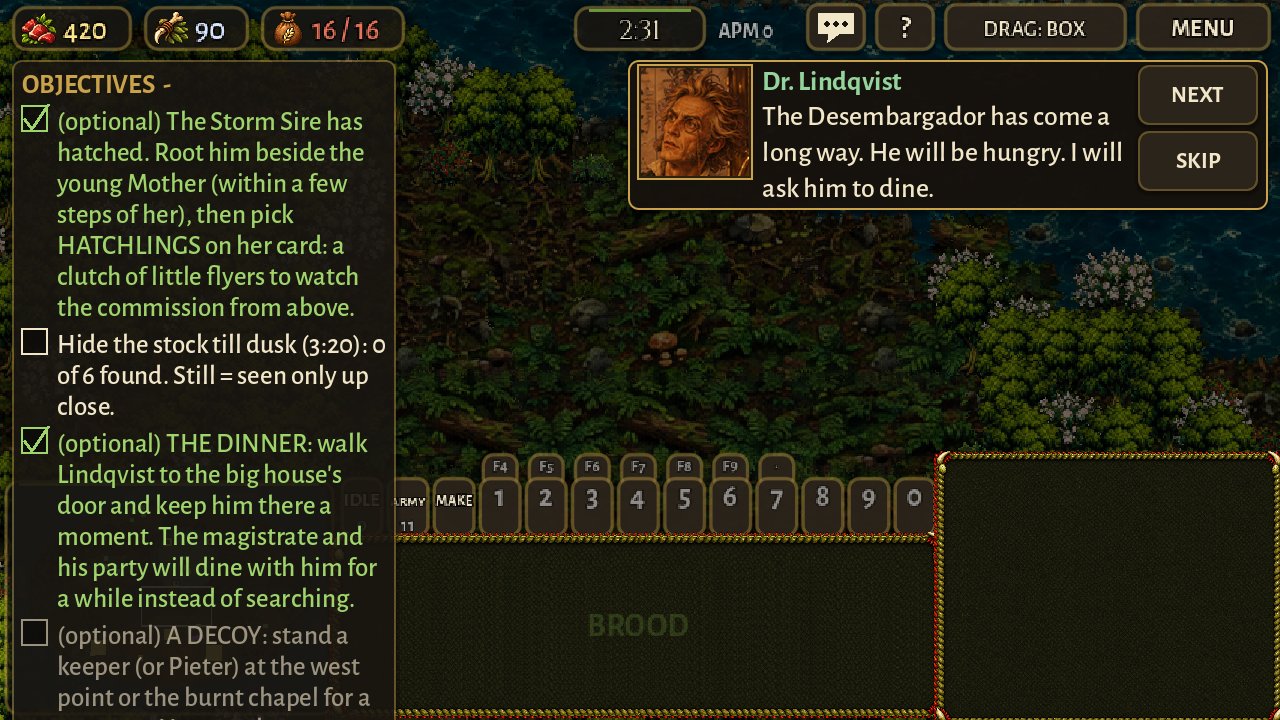 420
90
16 / 16
2:31
APM 0
?
DRAG: BOX
MENU
OBJECTIVES -
(optional) The Storm Sire has
hatched. Root him beside the
young Mother (within a few
steps of her), then pick
HATCHLINGS on her card: a
clutch of little flyers to watch
the commission from above.
Hide the stock till dusk (3:20): 0
of 6 found. Still = seen only up
close.
(optional) THE DINNER: walk
Lindqvist to the big house's
door and keep him there a
moment. The magistrate and
his party will dine with him for
a while instead of searching.
(optional) A DECOY: stand a
keeper (or Pieter) at the west
point or the burnt chapel for a
Dr. Lindqvist
The Desembargador has come a
long way. He will be hungry. I will
ask him to dine.
NEXT
SKIP
F4 F5 F6 F7 F8 F9
IDLE ARMY MAKE 1 2 3 4 5 6 7 8 9 0
11
BROOD